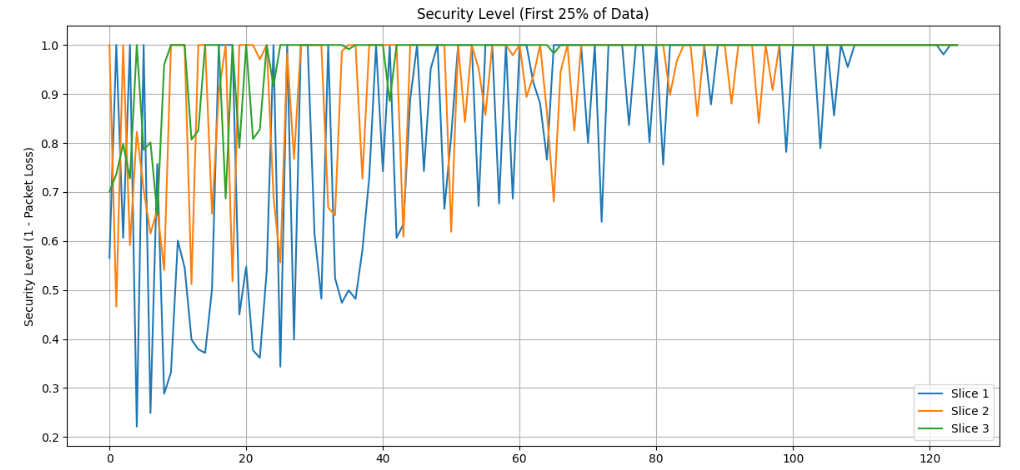 Security Level (First 25% of Data)
Security Level (1 - Packet Loss)
1.0
0.9
0.8
0.7
0.6
0.5
0.4
0.3
0.2
0 20 40 60 80 100 120
Slice 1
Slice 2
Slice 3